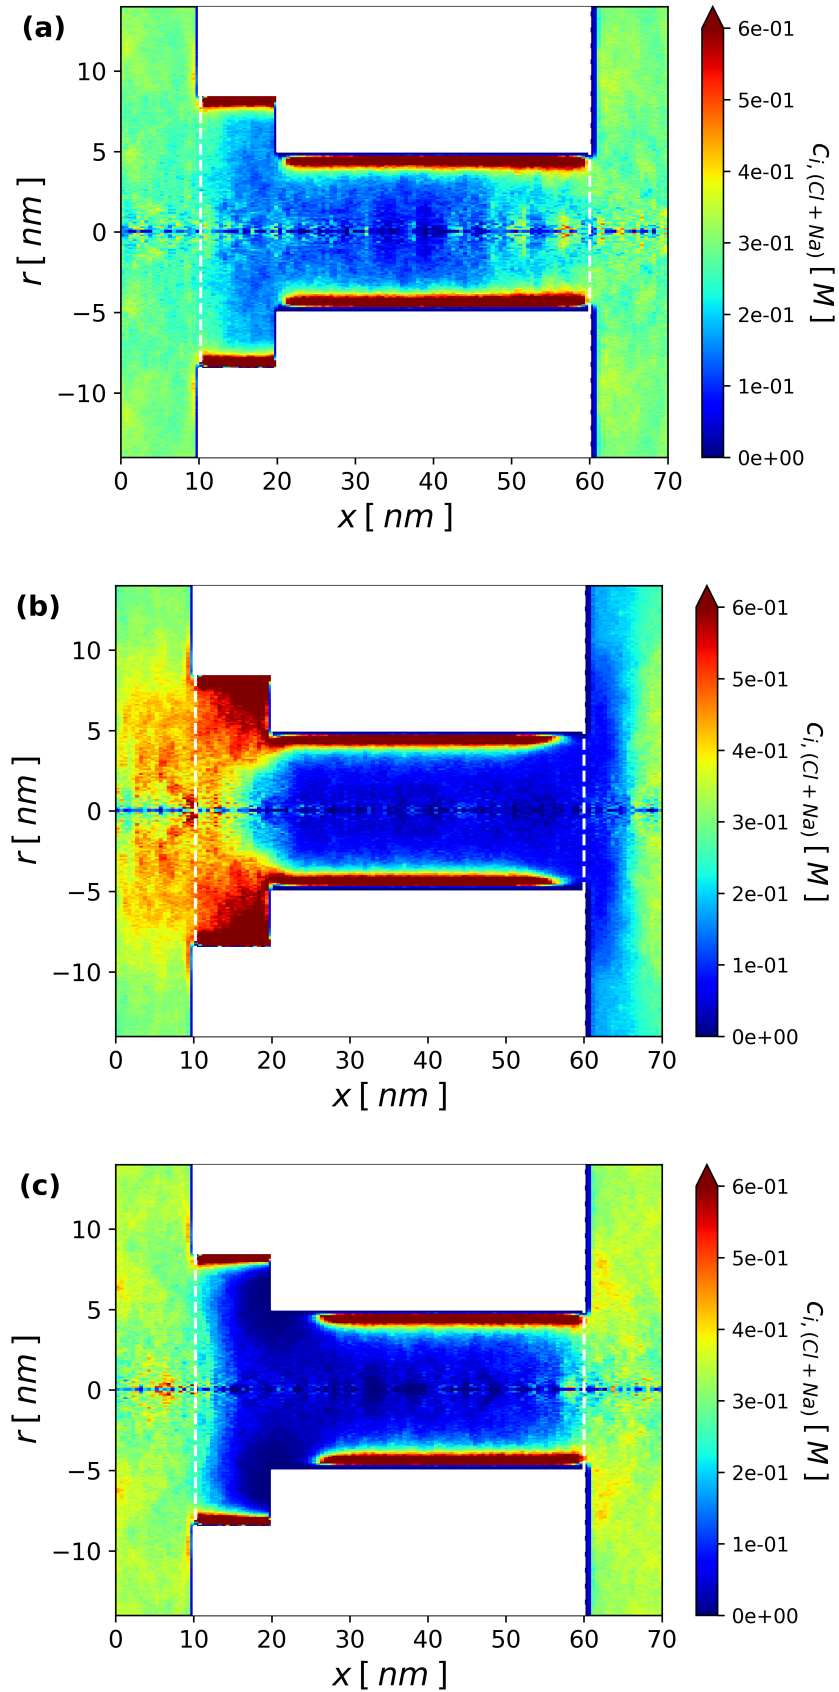 (a)
10
5
0
−5
−10
r [ nm ]
0 10 20 30 40 50 60 70
x [ nm ]
6e-01
5e-01
4e-01
3e-01
2e-01
1e-01
0e+00
c_{i, (Cl + Na)} [ M ]
(b)
10
5
0
−5
−10
r [ nm ]
0 10 20 30 40 50 60 70
x [ nm ]
6e-01
5e-01
4e-01
3e-01
2e-01
1e-01
0e+00
c_{i, (Cl + Na)} [ M ]
(c)
10
5
0
−5
−10
r [ nm ]
0 10 20 30 40 50 60 70
x [ nm ]
6e-01
5e-01
4e-01
3e-01
2e-01
1e-01
0e+00
c_{i, (Cl + Na)} [ M ]